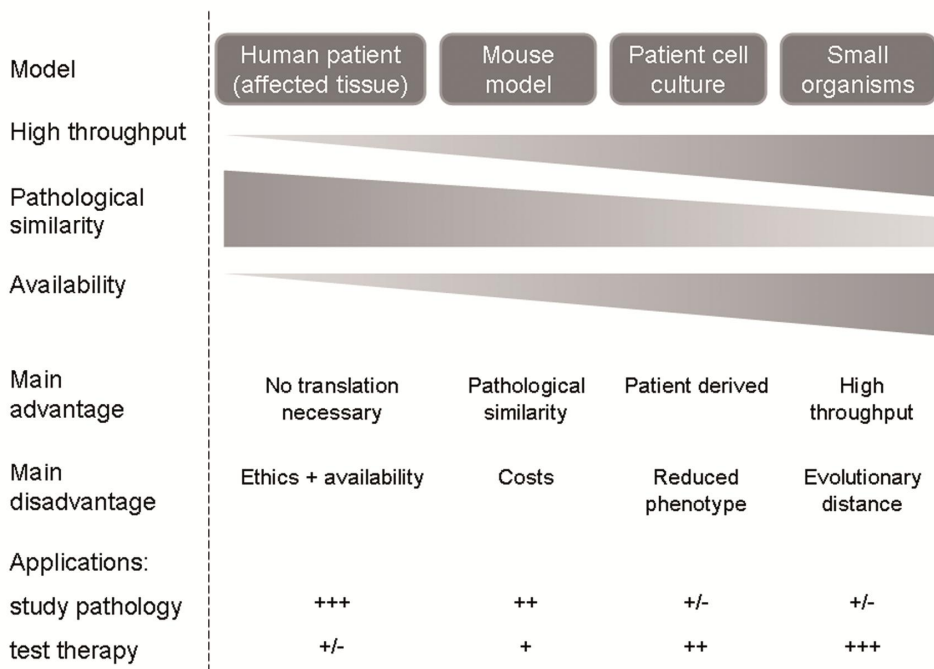 Model
Human patient
(affected tissue)
Mouse
model
Patient cell
culture
Small
organisms
High throughput
Pathological
similarity
Availability
Main
advantage
No translation
necessary
Pathological
similarity
Patient derived
High
throughput
Main
disadvantage
Ethics + availability
Costs
Reduced
phenotype
Evolutionary
distance
Applications:
study pathology
+++
++
+/-
+/-
test therapy
+/-
+
++
+++